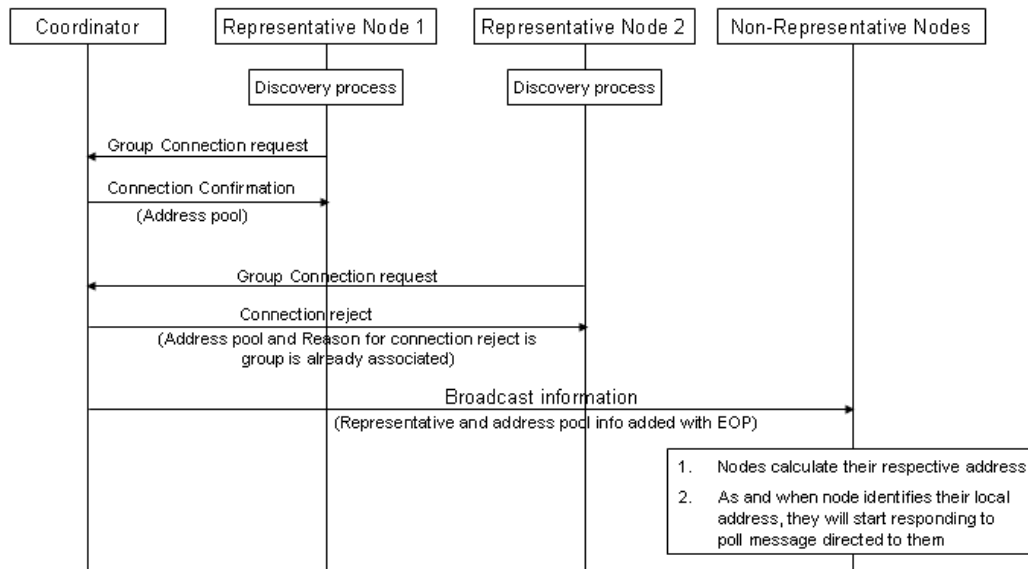 Coordinator
Representative Node 1
Representative Node 2
Non-Representative Nodes
Discovery process
Discovery process
Group Connection request
Connection Confirmation
(Address pool)
Group Connection request
Connection reject
(Address pool and Reason for connection reject is
group is already associated)
Broadcast information
(Representative and address pool info added with EOP)
1. Nodes calculate their respective address
2. As and when node identifies their local
address, they will start responding to
poll message directed to them